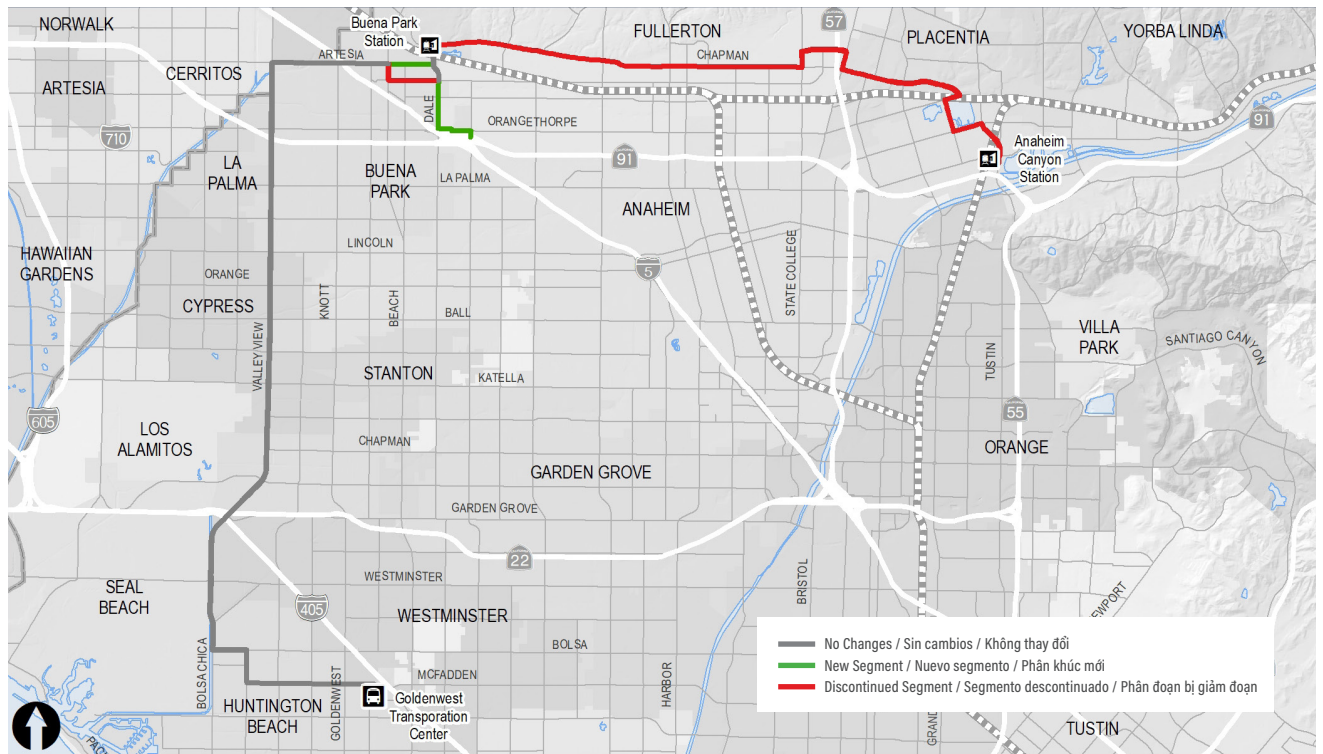 NORWALK
Buena Park
Station
FULLERTON
57
PLACENTIA
YORBA LINDA
ARTESIA
CHAPMAN
CERRITOS
ARTESIA
DALE
ORANGETHORPE
710
91
91
Anaheim
Canyon
Station
LA
PALMA
BUENA
PARK
LA PALMA
ANAHEIM
LINCOLN
HAWAIIAN
GARDENS
ORANGE
5
STATE COLLEGE
CYPRESS
KNOTT
BEACH
BALL
VILLA
PARK
SANTIAGO CANYON
VALLEY VIEW
STANTON
KATELLA
TUSTIN
605
55
LOS
ALAMITOS
CHAPMAN
ORANGE
GARDEN GROVE
GARDEN GROVE
22
SEAL
BEACH
WESTMINSTER
BRISTOL
405
WESTMINSTER
BOLSA
BOLSA CHICA
GOLDENWEST
MCFADDEN
HARBOR
HUNTINGTON
BEACH
Goldenwest
Transporation
Center
No Changes / Sin cambios / Không thay đổi
New Segment / Nuevo segmento / Phân khúc mới
Discontinued Segment / Segmento descontinuado / Phân đoạn bị giảm đoạn
TUSTIN